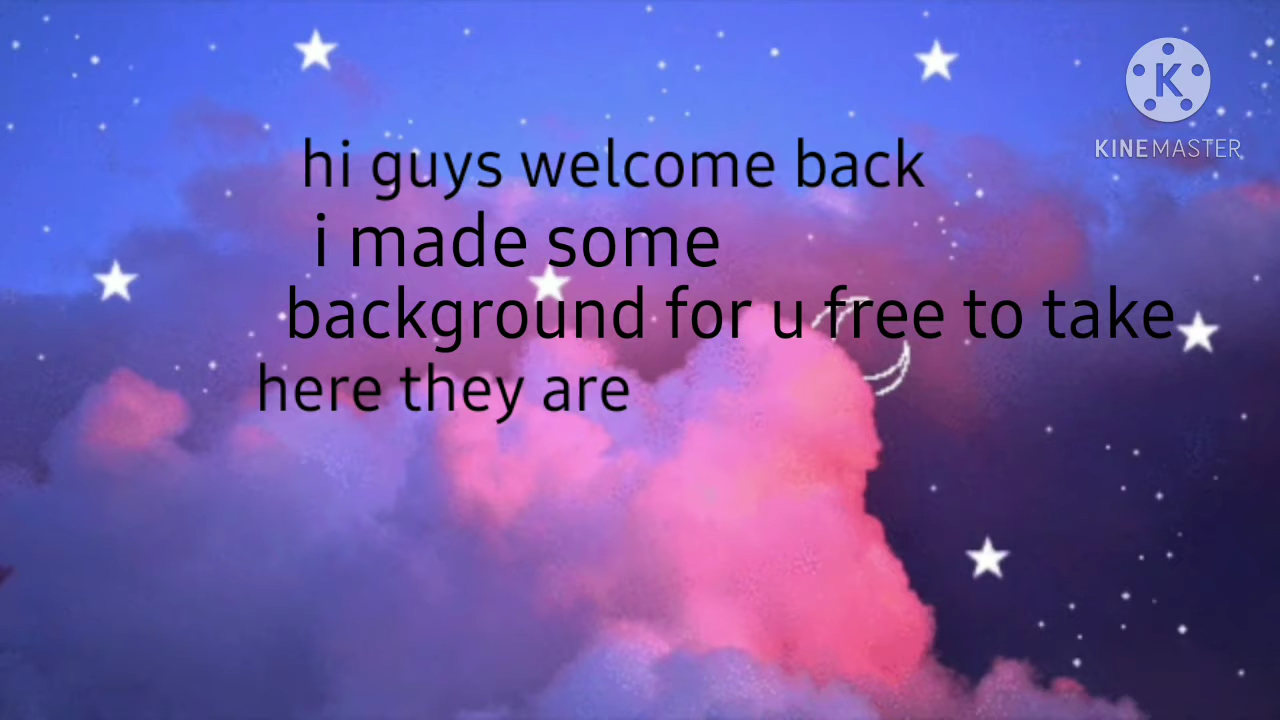 K
KINEMASTER
hi guys welcome back
i made some
background for u free to take
here they are